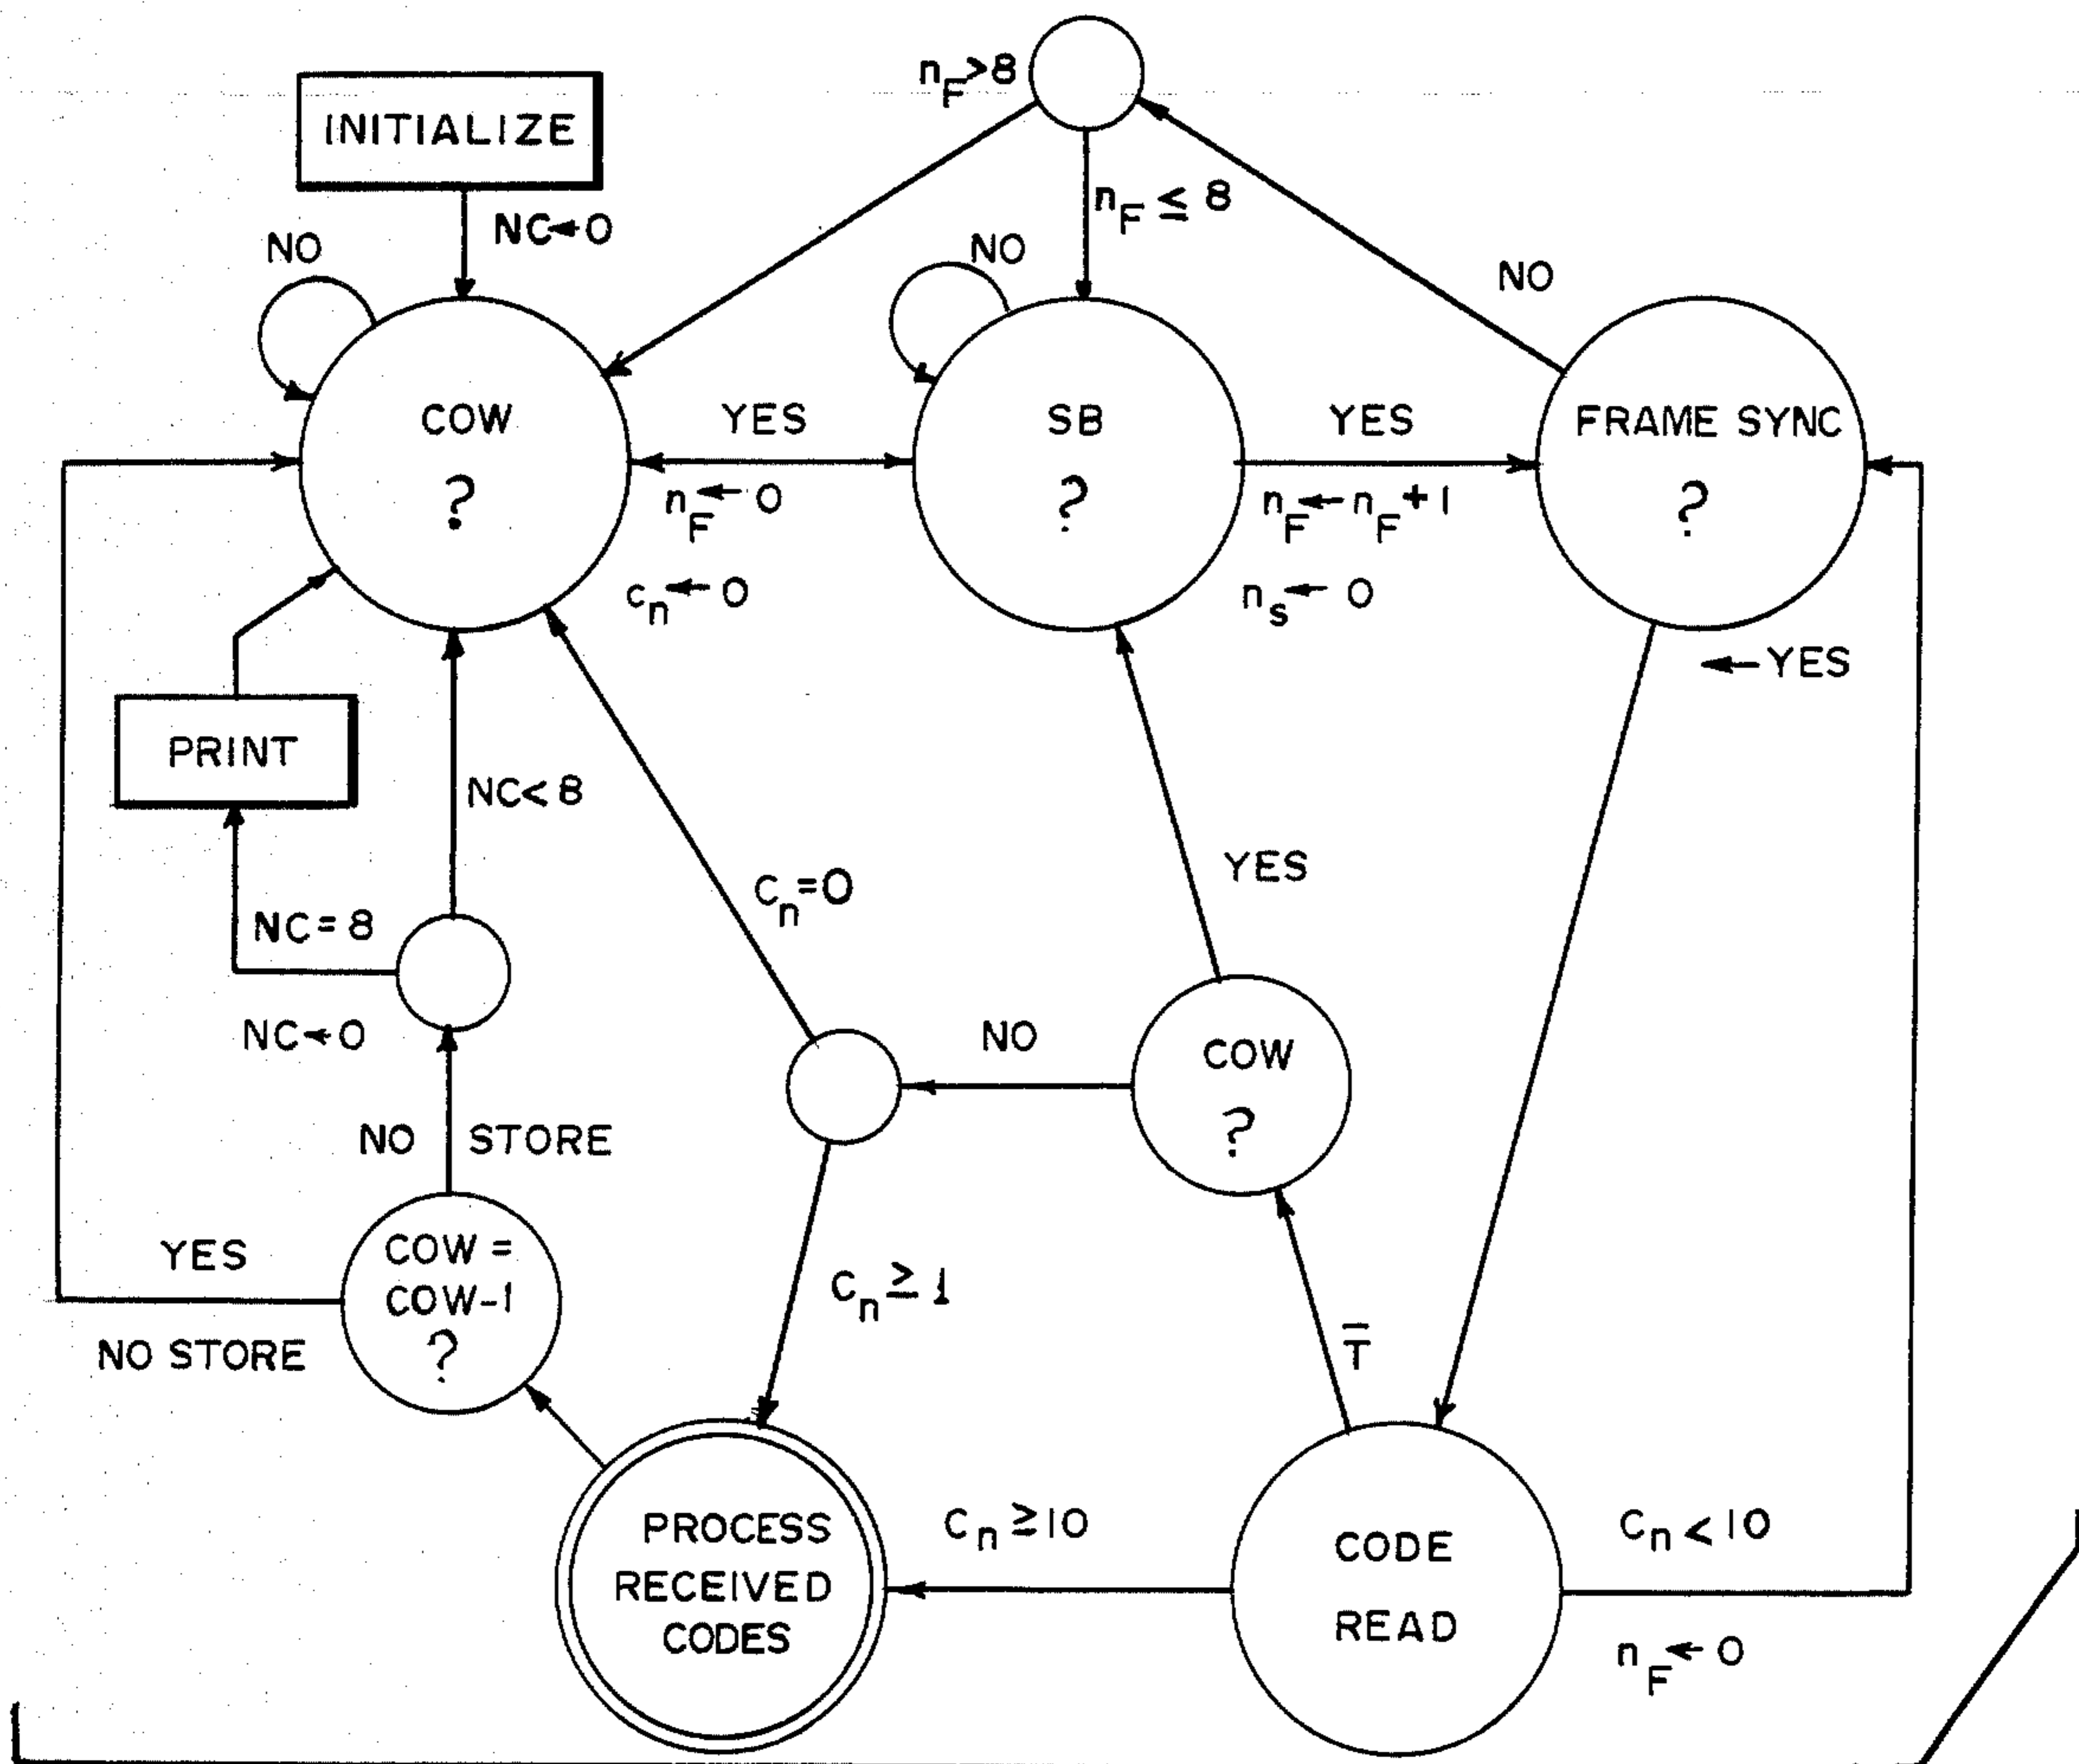 INITIALIZE
NC←0
n_F>8
n_F ≤ 8
NO
NO
NO
COW
?
YES
n_F←0
c_n←0
SB
?
YES
n_F←n_F+1
n_s←0
FRAME SYNC
?
←YES
PRINT
NC<8
NC=8
NC←0
C_n=0
YES
NO
COW
?
NO STORE
YES
NO STORE
COW =
COW-1
?
C_n≥1
T̅
PROCESS
RECEIVED
CODES
C_n≥10
CODE
READ
C_n<10
n_F←0